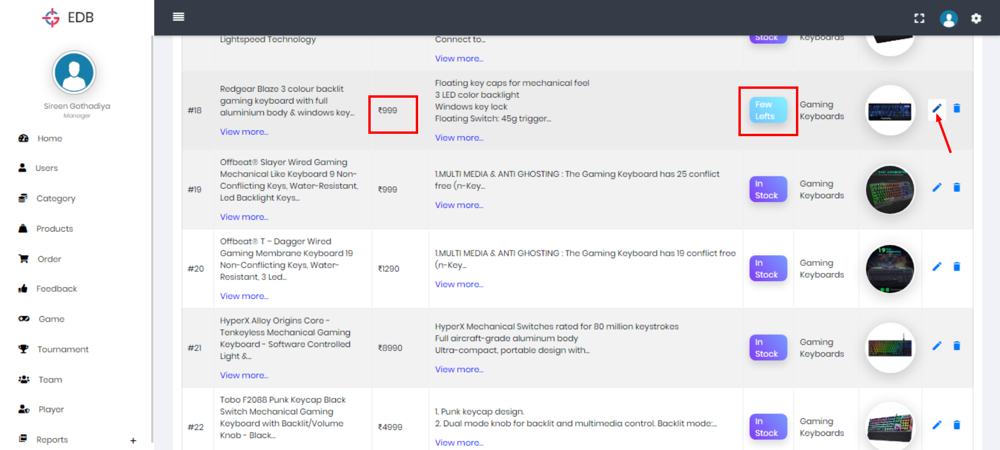 EDB
Sireen Gothadiya
Manager
Home
Users
Category
Products
Order
Feedback
Game
Tournament
Team
Player
Reports +
Lightspeed Technology
Connect to...
View more...
Stock
Keyboards
#18
Redgear Blaze 3 colour backlit
gaming keyboard with full
aluminium body & windows key...
View more...
₹999
Floating key caps for mechanical feel
3 LED color backlight
Windows key lock
Floating Switch: 45g trigger...
View more...
Few
Lefts
Gaming
Keyboards
#19
Offbeat® Slayer Wired Gaming
Mechanical Like Keyboard 9 Non-
Conflicting Keys, Water-Resistant,
Led Backlight Keys...
View more...
₹999
1.MULTI MEDIA & ANTI GHOSTING : The Gaming Keyboard has 25 conflict
free (n-Key...
View more...
In
Stock
Gaming
Keyboards
#20
Offbeat® T – Dagger Wired
Gaming Membrane Keyboard 19
Non-Conflicting Keys, Water-
Resistant, 3 Led...
View more...
₹1290
1.MULTI MEDIA & ANTI GHOSTING : The Gaming Keyboard has 19 conflict free
(n-Key...
View more...
In
Stock
Gaming
Keyboards
19
#21
HyperX Alloy Origins Core -
Tenkeyless Mechanical Gaming
Keyboard - Software Controlled
Light &...
View more...
₹8990
HyperX Mechanical Switches rated for 80 million keystrokes
Full aircraft-grade aluminum body
Ultra-compact, portable design with...
View more...
In
Stock
Gaming
Keyboards
#22
Tobo F2088 Punk Keycap Black
Switch Mechanical Gaming
Keyboard with Backlit/Volume
Knob - Black...
₹4999
1. Punk keycap design.
2. Dual mode knob for backlit and multimedia control. Backlit mode:...
View more...
In
Stock
Gaming
Keyboards